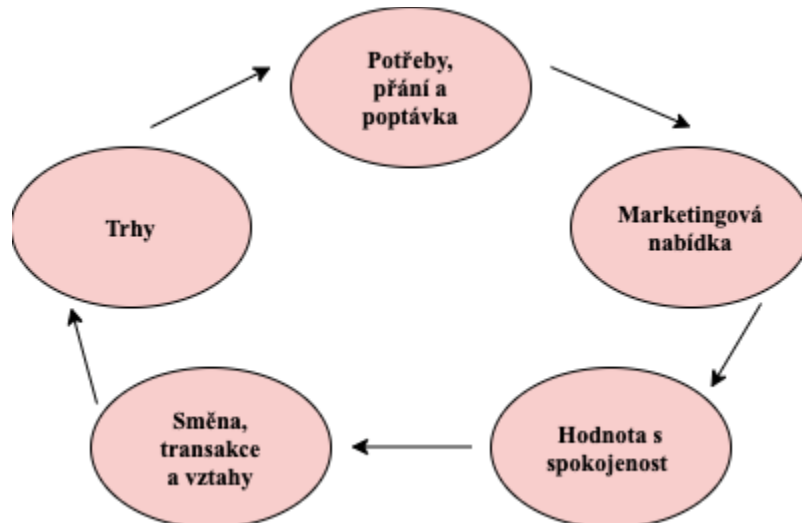 Potřeby,
přání a
poptávka
Marketingová
nabídka
Hodnota s
spokojenost
Směna,
transakce
a vztahy
Trhy